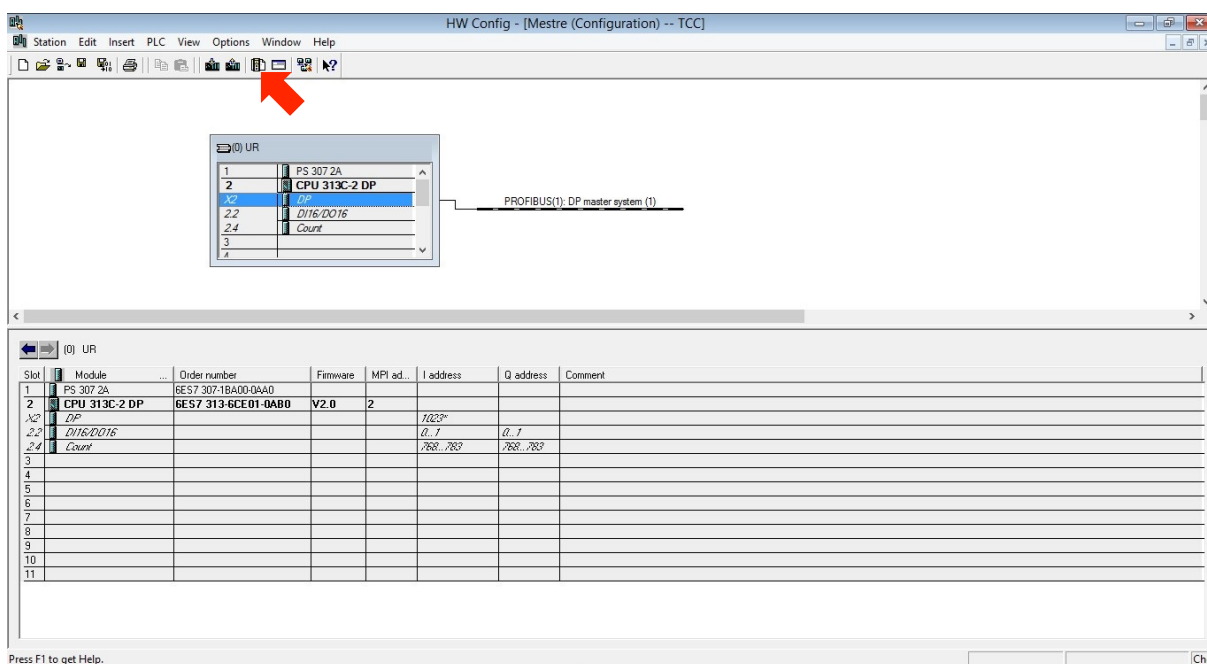 HW Config - [Mestre (Configuration) -- TCC]
Station Edit Insert PLC View Options Window Help
(0) UR
1 PS 307 2A
2 CPU 313C-2 DP
X2 DP
2.2 DI16/DO16
2.4 Count
3
4
PROFIBUS(1): DP master system (1)
(0) UR
Slot Module ... Order number Firmware MPI ad... I address Q address Comment
1 PS 307 2A 6ES7 307-1BA00-0AA0
2 CPU 313C-2 DP 6ES7 313-6CE01-0AB0 V2.0 2
X2 DP 1023*
2.2 DI16/DO16 0...1 0...1
2.4 Count 768...783 768...783
3
4
5
6
7
8
9
10
11
Press F1 to get Help.
Ch